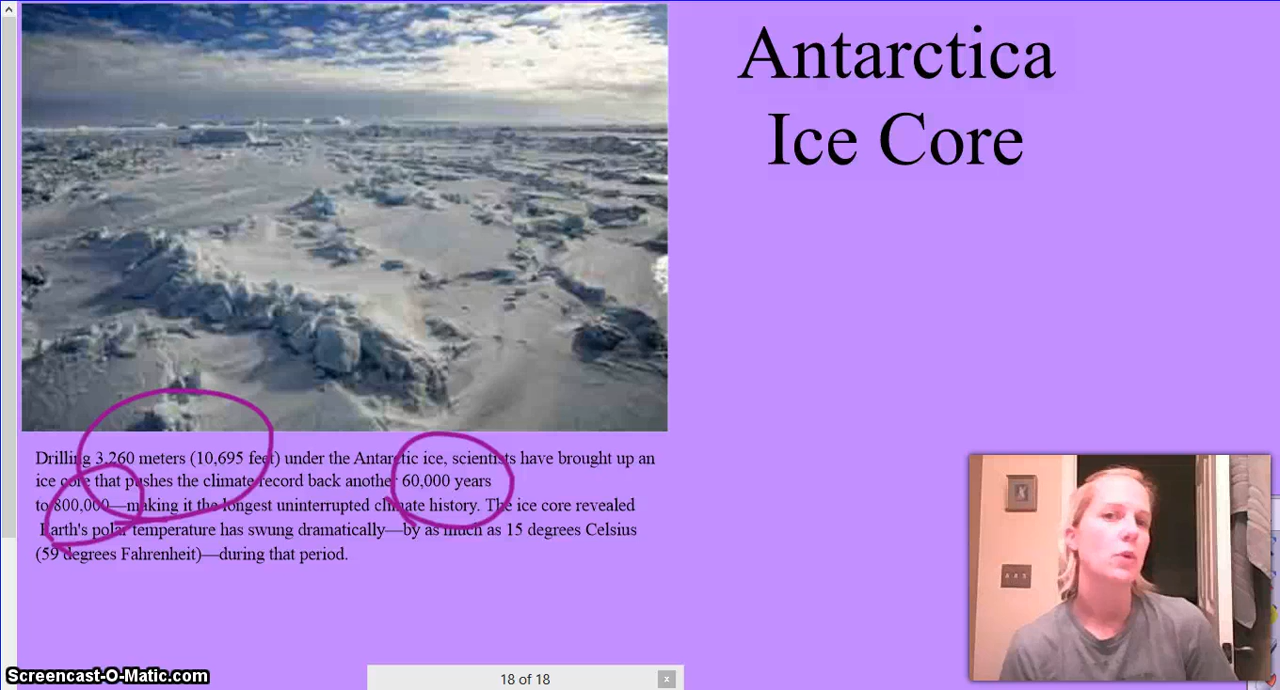 Antarctica
Ice Core
Drilling 3,260 meters (10,695 feet) under the Antarctic ice, scientists have brought up an
ice core that pushes the climate record back another 60,000 years
to 800,000—making it the longest uninterrupted climate history. The ice core revealed
Earth's polar temperature has swung dramatically—by as much as 15 degrees Celsius
(59 degrees Fahrenheit)—during that period.
Screencast-O-Matic.com
18 of 18
x